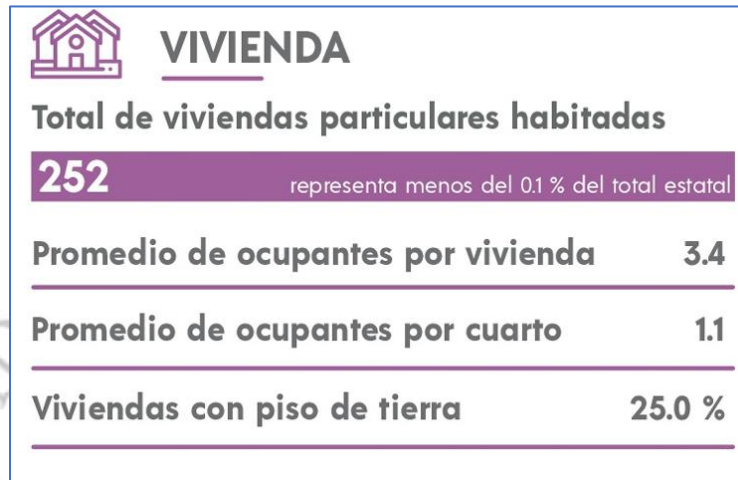 VIVIENDA
Total de viviendas particulares habitadas
252 representa menos del 0.1 % del total estatal
Promedio de ocupantes por vivienda 3.4
Promedio de ocupantes por cuarto 1.1
Viviendas con piso de tierra 25.0 %